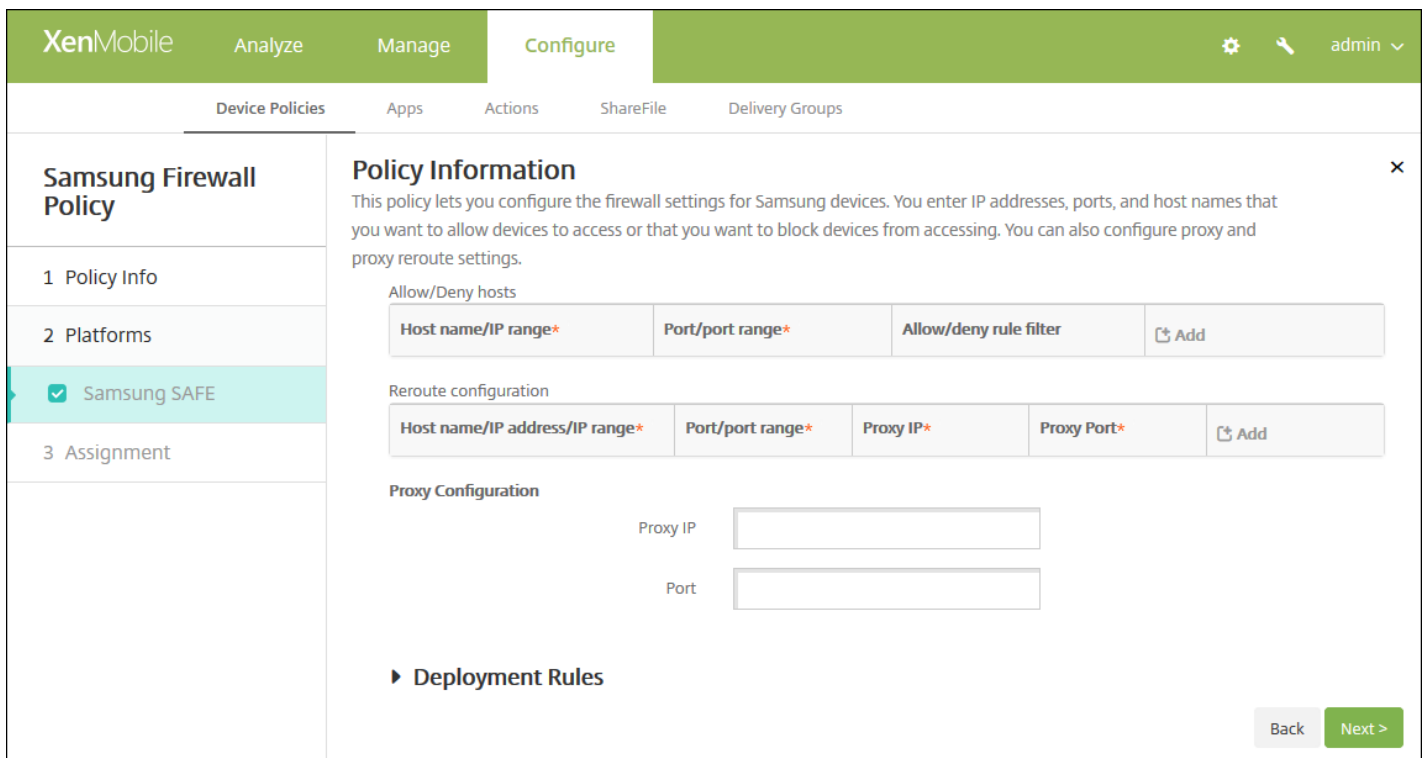 XenMobile Analyze Manage Configure admin
Device Policies Apps Actions ShareFile Delivery Groups
Samsung Firewall
Policy
1 Policy Info
2 Platforms
Samsung SAFE
3 Assignment
Policy Information
This policy lets you configure the firewall settings for Samsung devices. You enter IP addresses, ports, and host names that
you want to allow devices to access or that you want to block devices from accessing. You can also configure proxy and
proxy reroute settings.
Allow/Deny hosts
Host name/IP range* Port/port range* Allow/deny rule filter Add
Reroute configuration
Host name/IP address/IP range* Port/port range* Proxy IP* Proxy Port* Add
Proxy Configuration
Proxy IP
Port
Deployment Rules
Back Next >